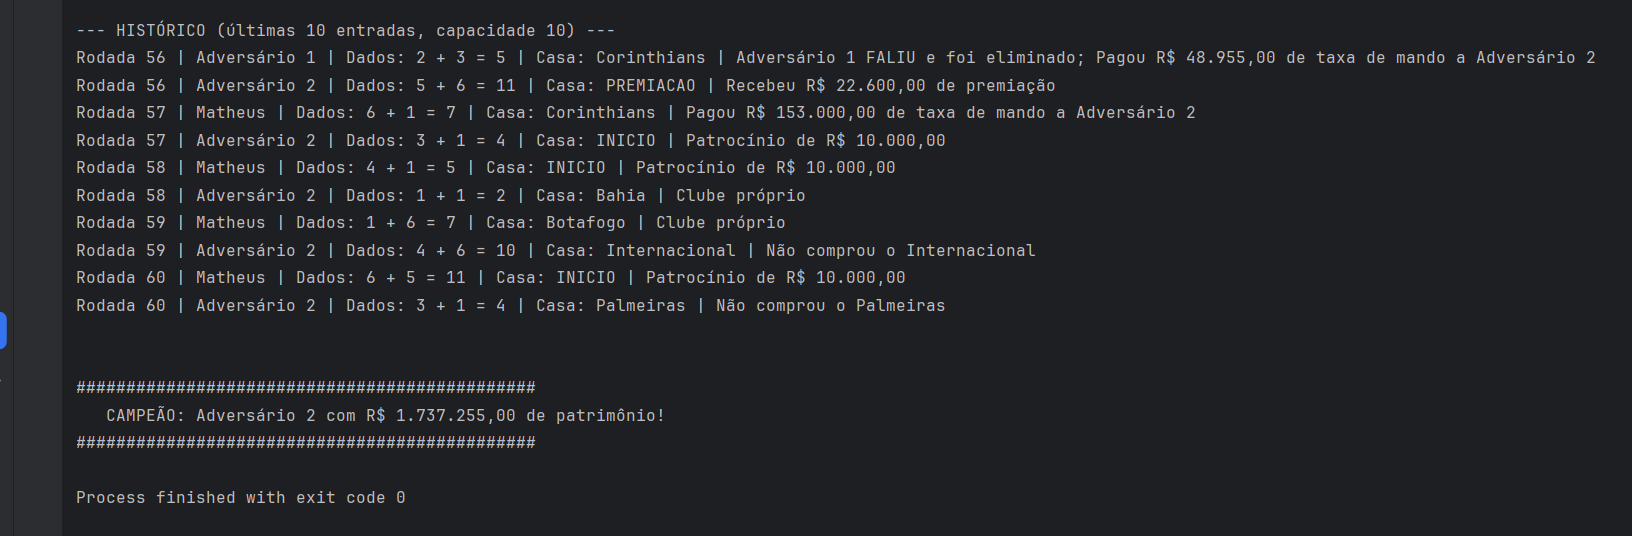 --- HISTÓRICO (últimas 10 entradas, capacidade 10) ---
Rodada 56 | Adversário 1 | Dados: 2 + 3 = 5 | Casa: Corinthians | Adversário 1 FALIU e foi eliminado; Pagou R$ 48.955,00 de taxa de mando a Adversário 2
Rodada 56 | Adversário 2 | Dados: 5 + 6 = 11 | Casa: PREMIACAO | Recebeu R$ 22.600,00 de premiação
Rodada 57 | Matheus | Dados: 6 + 1 = 7 | Casa: Corinthians | Pagou R$ 153.000,00 de taxa de mando a Adversário 2
Rodada 57 | Adversário 2 | Dados: 3 + 1 = 4 | Casa: INICIO | Patrocínio de R$ 10.000,00
Rodada 58 | Matheus | Dados: 4 + 1 = 5 | Casa: INICIO | Patrocínio de R$ 10.000,00
Rodada 58 | Adversário 2 | Dados: 1 + 1 = 2 | Casa: Bahia | Clube próprio
Rodada 59 | Matheus | Dados: 1 + 6 = 7 | Casa: Botafogo | Clube próprio
Rodada 59 | Adversário 2 | Dados: 4 + 6 = 10 | Casa: Internacional | Não comprou o Internacional
Rodada 60 | Matheus | Dados: 6 + 5 = 11 | Casa: INICIO | Patrocínio de R$ 10.000,00
Rodada 60 | Adversário 2 | Dados: 3 + 1 = 4 | Casa: Palmeiras | Não comprou o Palmeiras
##############################################
CAMPEÃO: Adversário 2 com R$ 1.737.255,00 de patrimônio!
##############################################
Process finished with exit code 0